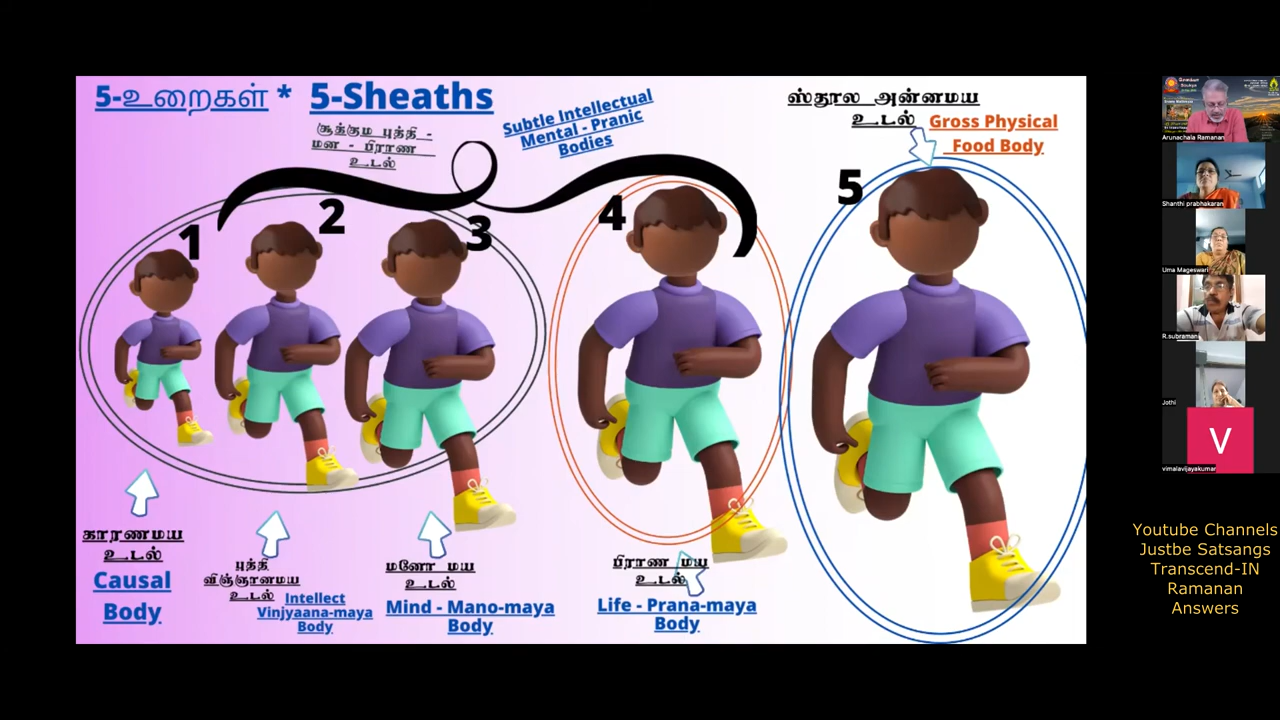 5-உறைகள் * 5-Sheaths
சூக்கும புத்தி -
மன - பிராண
உடல்
Subtle Intellectual
Mental - Pranic
Bodies
ஸ்தூல அன்னமய
உடல்
Gross Physical
Food Body
1
2
3
4
5
காரணமய
உடல்
Causal
Body
புத்தி
விஞ்ஞானமய
உடல்
Intellect
Vinjyaana-maya
Body
மனோ மய
உடல்
Mind - Mano-maya
Body
பிராண மய
உடல்
Life - Prana-maya
Body
Arunachala Ramanan
Shanthi prabhakaran
Uma Mageswari
R.subramani
Jothi
V
vimalavijayakumar
Youtube Channels
Justbe Satsangs
Transcend-IN
Ramanan
Answers